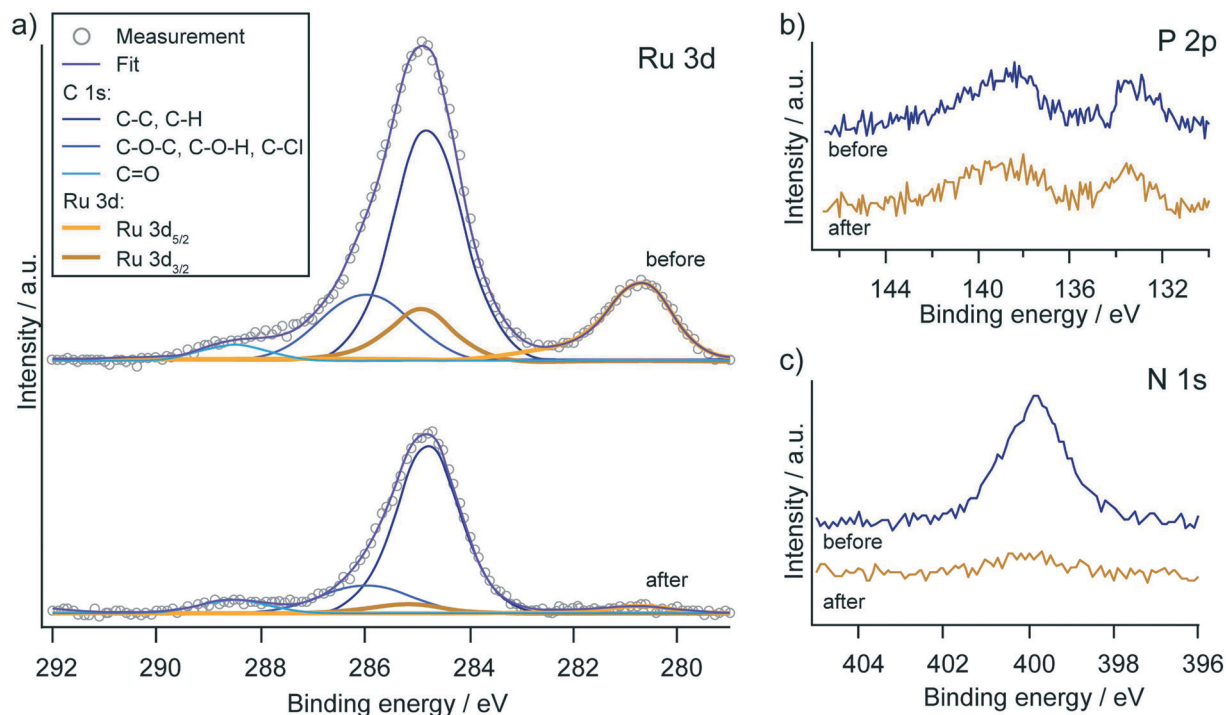 a)
Measurement
Fit
C 1s:
C-C, C-H
C-O-C, C-O-H, C-Cl
C=O
Ru 3d:
Ru 3d5/2
Ru 3d3/2
Ru 3d
before
after
Intensity / a.u.
292 290 288 286 284 282 280
Binding energy / eV
b)
P 2p
before
after
Intensity / a.u.
144 140 136 132
Binding energy / eV
c)
N 1s
before
after
Intensity / a.u.
404 402 400 398 396
Binding energy / eV